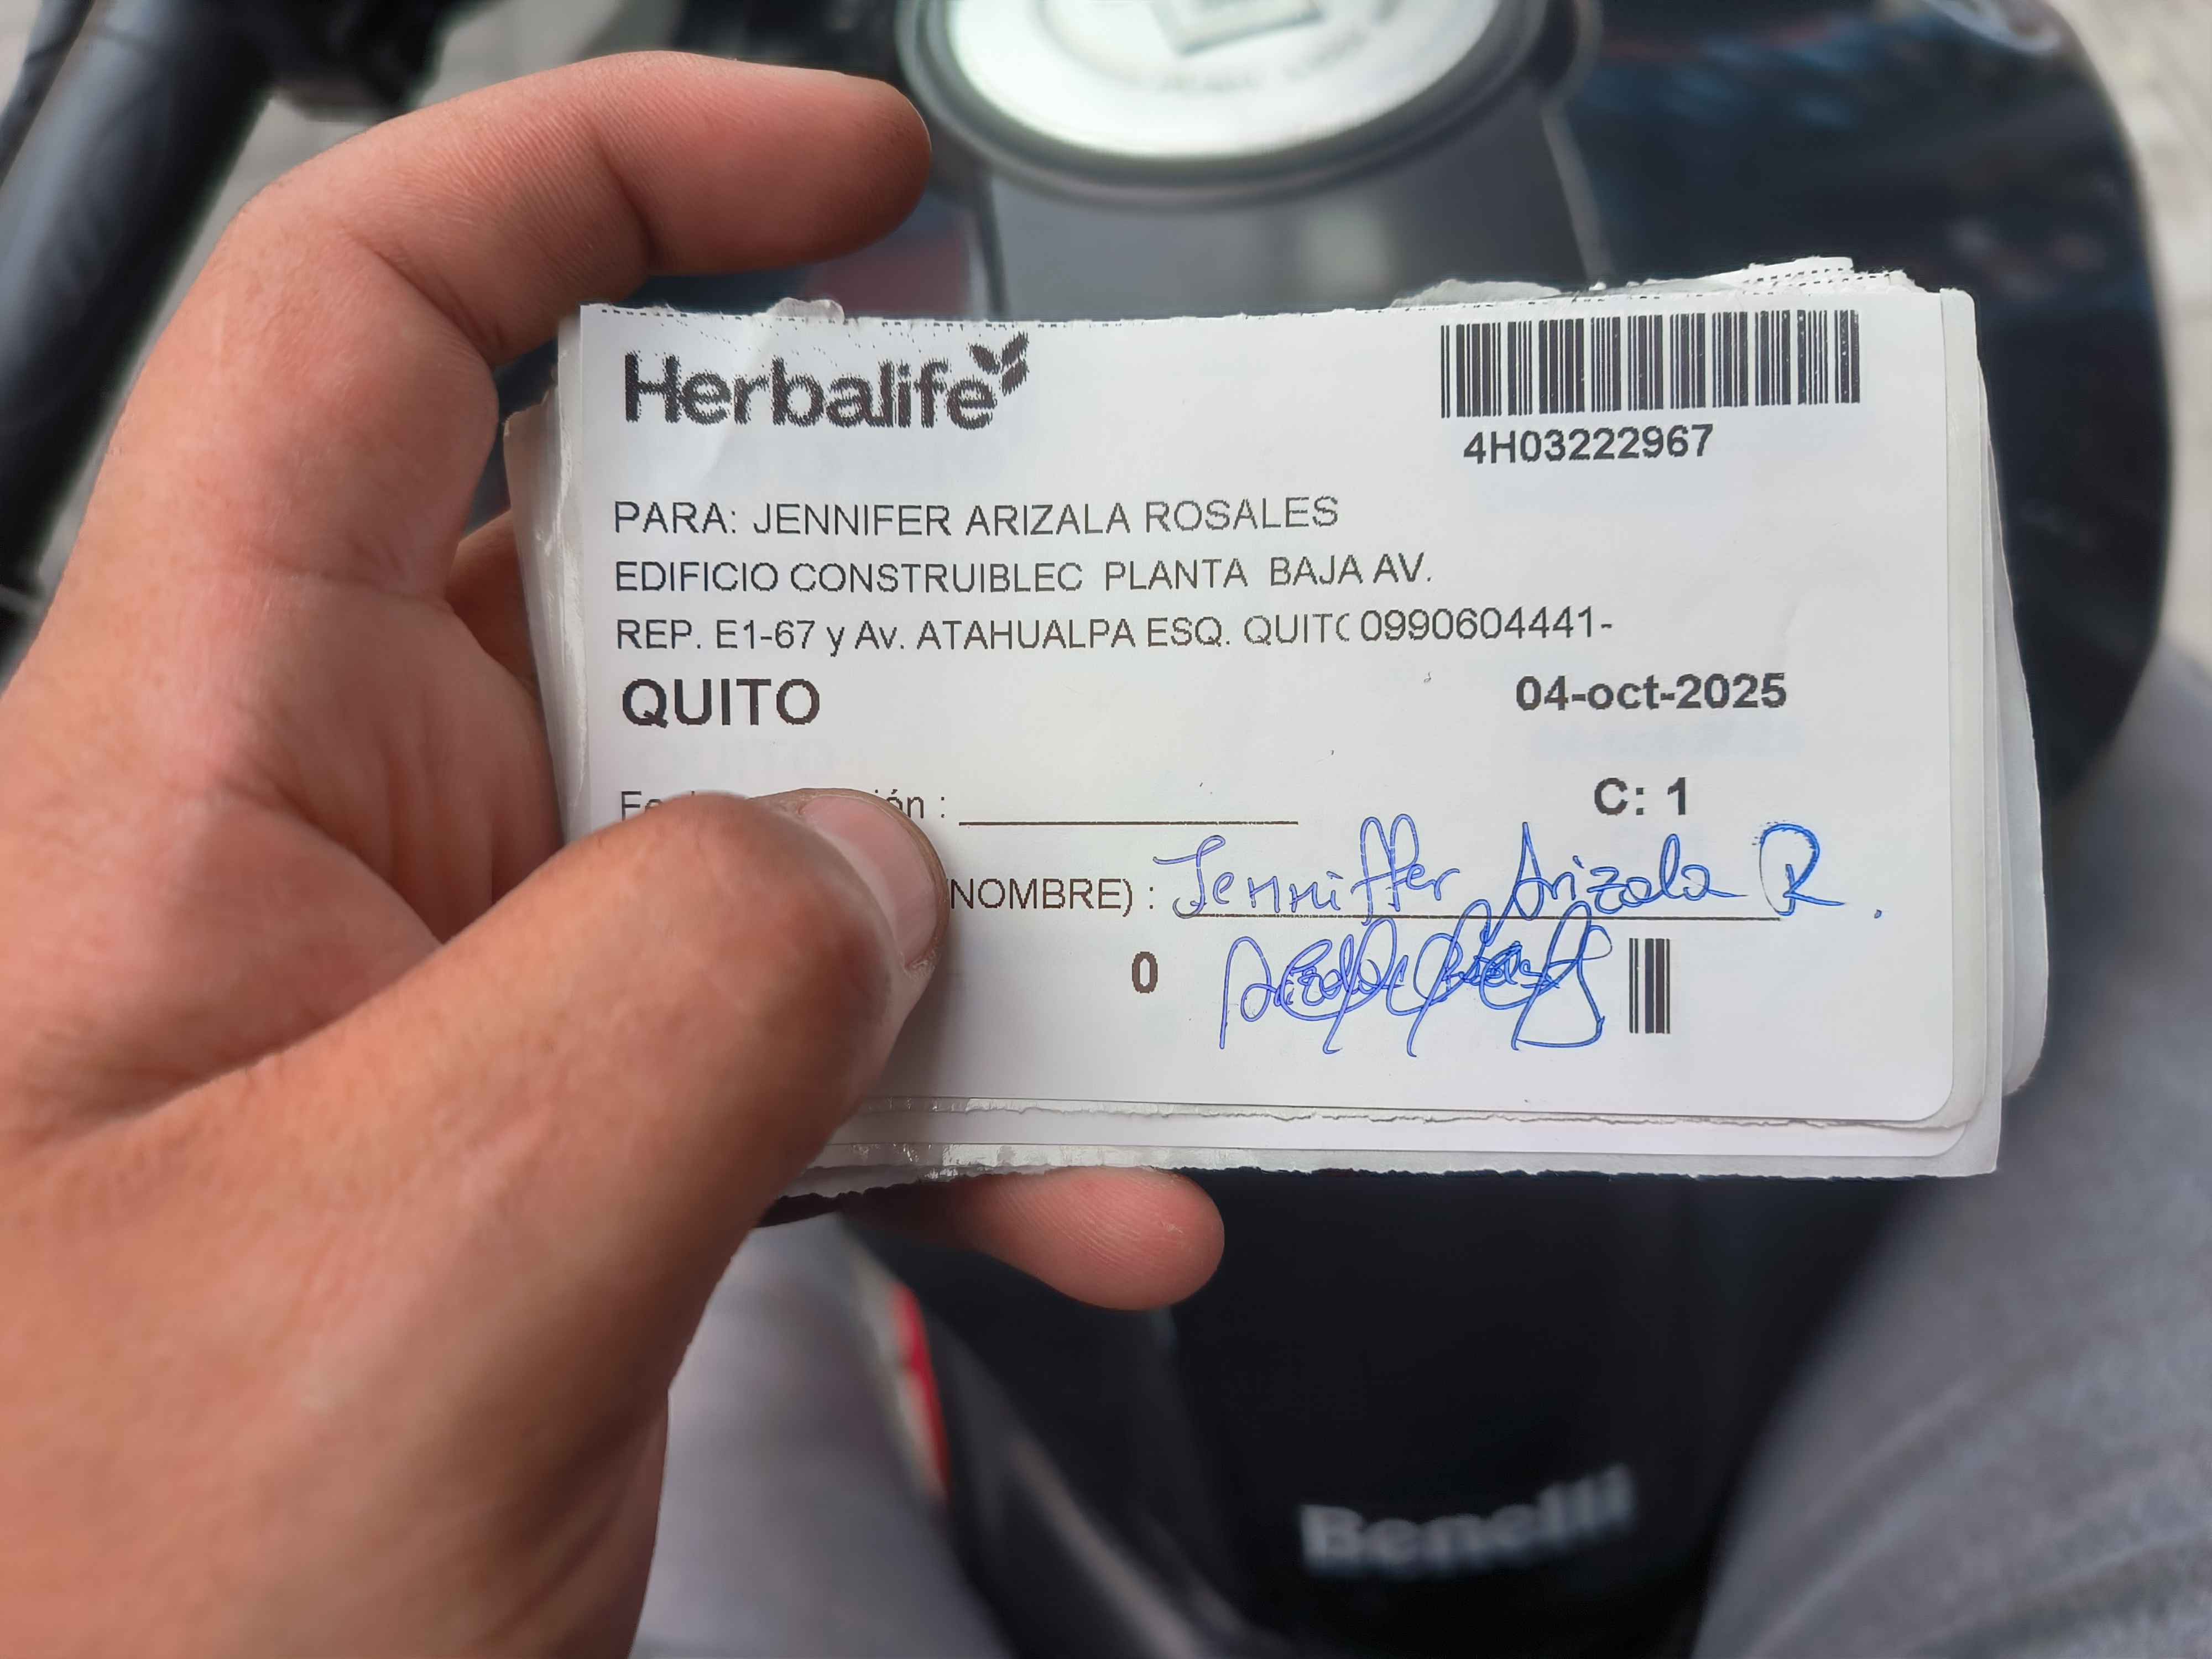 Herbalife
4H03222967
PARA: JENNIFER ARIZALA ROSALES
EDIFICIO CONSTRUIBLEC PLANTA BAJA AV.
REP. E1-67 y Av. ATAHUALPA ESQ. QUITO 0990604441-
QUITO 04-oct-2025
C: 1
NOMBRE) : Jenniffer Arizala R.
0
Benelli